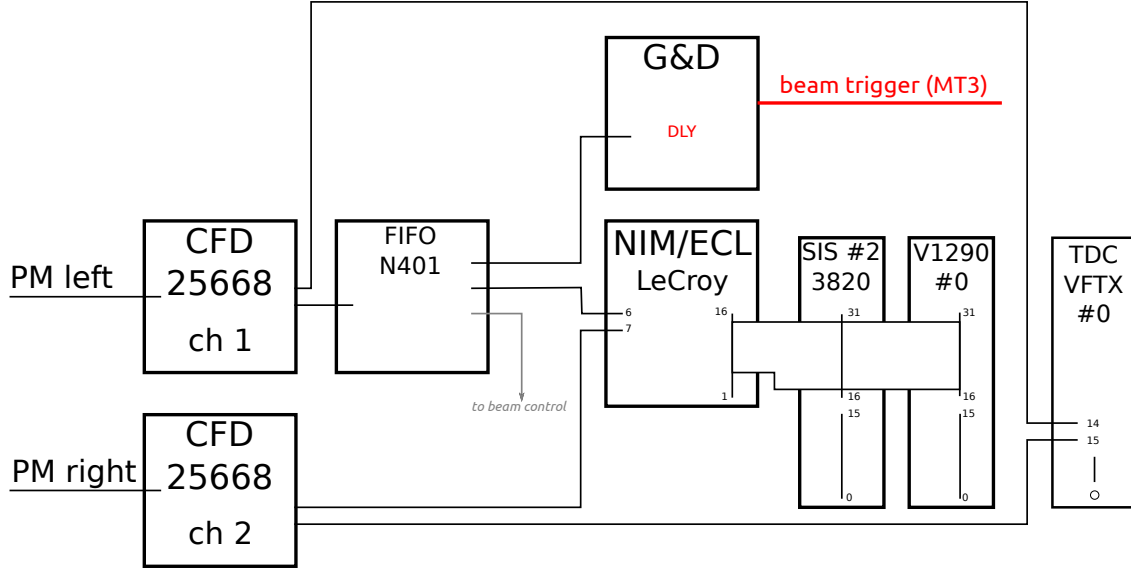 G&D
beam trigger (MT3)
DLY
PM left
CFD
25668
ch 1
FIFO
N401
to beam control
NIM/ECL
LeCroy
6
7
16
1
SIS #2
3820
31
16
15
0
V1290
#0
31
16
15
0
TDC
VFTX
#0
14
15
PM right
CFD
25668
ch 2